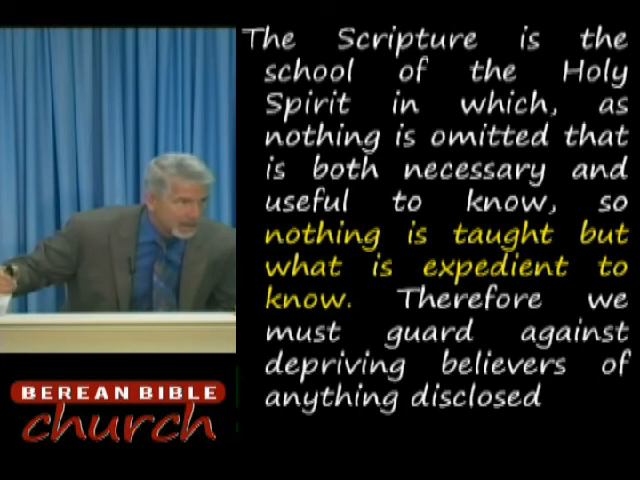 The Scripture is the
school of the Holy
Spirit in which, as
nothing is omitted that
is both necessary and
useful to know, so
nothing is taught but
what is expedient to
know. Therefore we
must guard against
depriving believers of
anything disclosed
BEREAN BIBLE
church